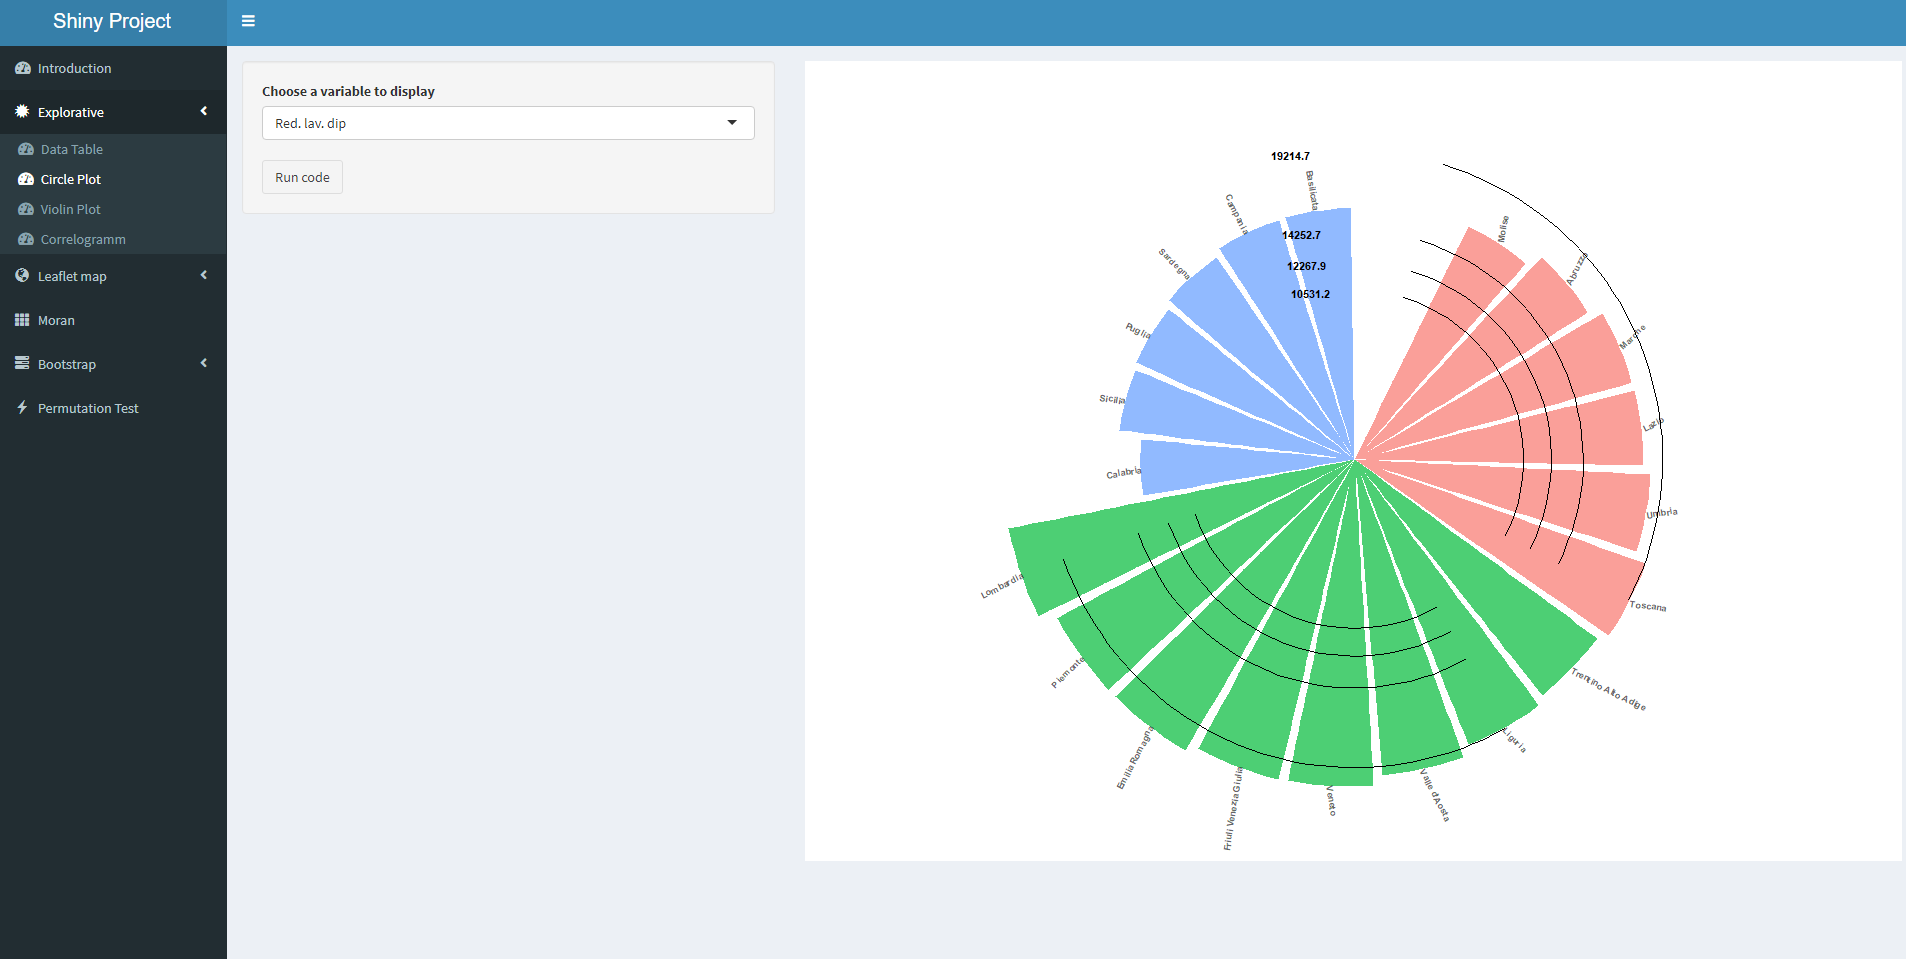 Shiny Project
Introduction
Explorative
Data Table
Circle Plot
Violin Plot
Correlogramm
Leaflet map
Moran
Bootstrap
Permutation Test
Choose a variable to display
Red. lav. dip
Run code
19214.7
14252.7
12267.9
10531.2
Molise
Abruzzo
Marche
Lazio
Umbria
Toscana
Trentino Alto Adige
Liguria
Valle d'Aosta
Veneto
Friuli Venezia Giulia
Emilia Romagna
Piemonte
Lombardia
Calabria
Sicilia
Puglia
Sardegna
Campania
Basilicata